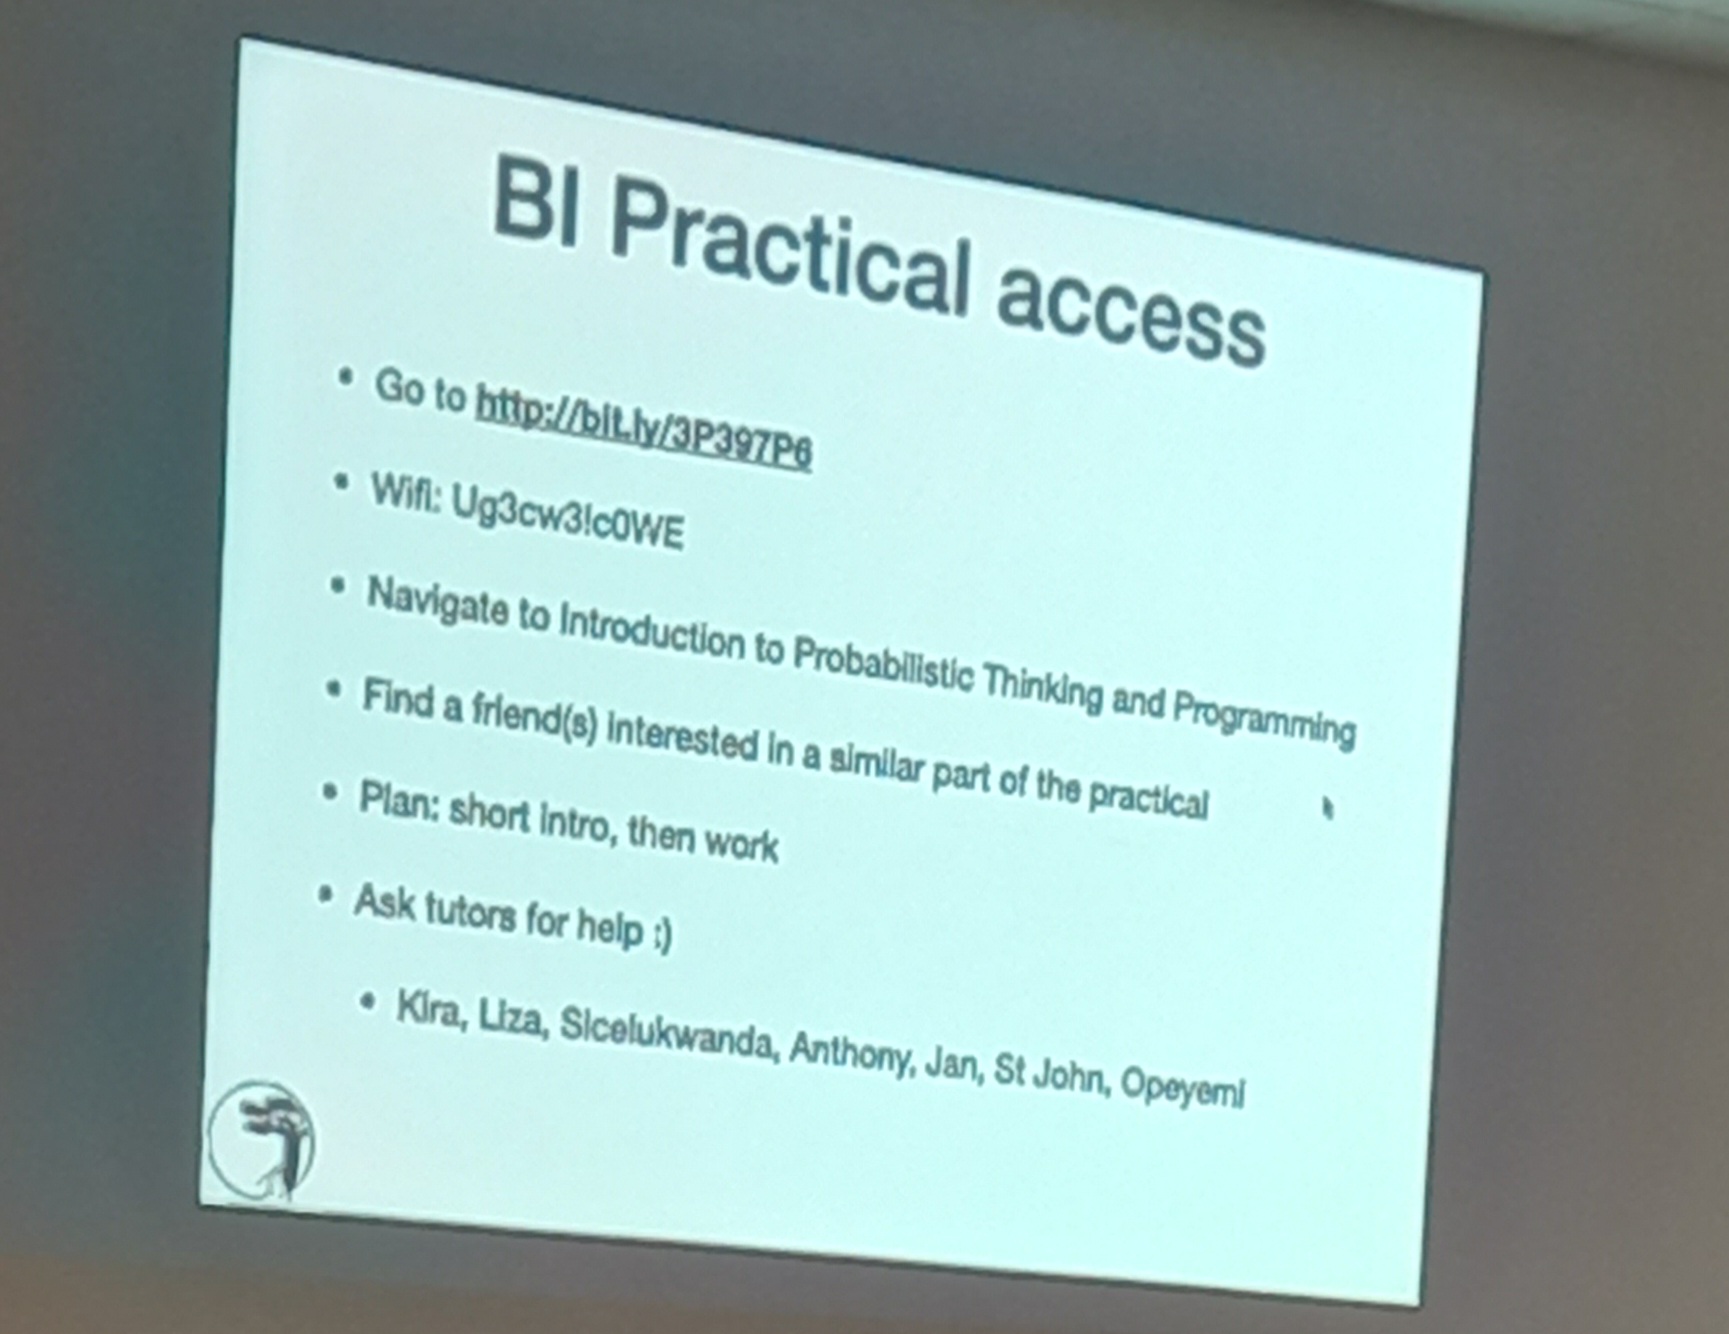 BI Practical access
• Go to http://bit.ly/3P397P6
• Wifi: Ug3cw3!c0WE
• Navigate to Introduction to Probabilistic Thinking and Programming
• Find a friend(s) interested in a similar part of the practical
• Plan: short intro, then work
• Ask tutors for help :)
• Kira, Liza, Sicelukwanda, Anthony, Jan, St John, Opeyemi